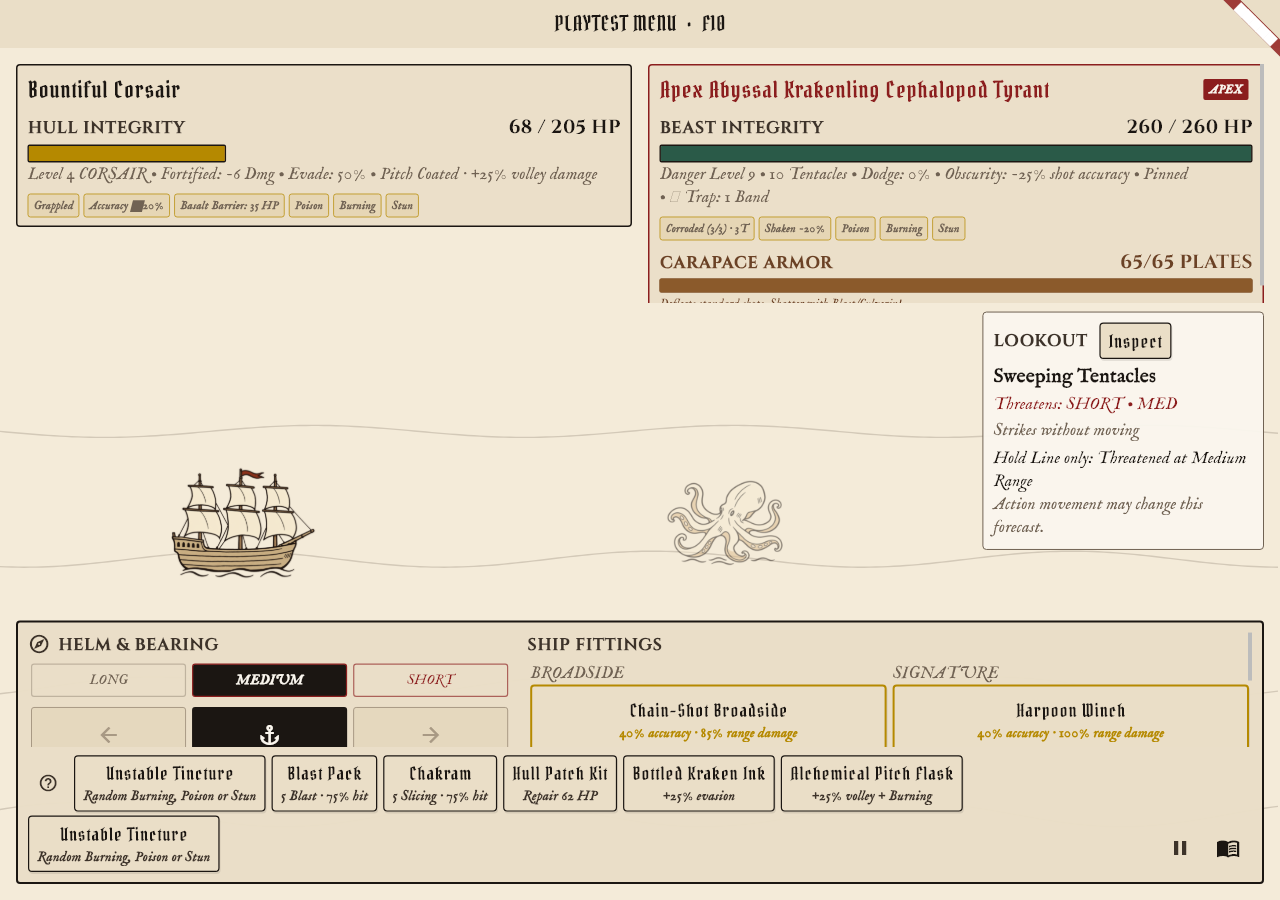 PLAYTEST MENU · F10
Bountiful Corsair
HULL INTEGRITY
68 / 205 HP
Level 4 CORSAIR • Fortified: -6 Dmg • Evade: 50% • Pitch Coated · +25% volley damage
Grappled
Accuracy 20%
Basalt Barrier: 35 HP
Poison
Burning
Stun
Apex Abyssal Krakenling Cephalopod Tyrant
APEX
BEAST INTEGRITY
260 / 260 HP
Danger Level 9 • 10 Tentacles • Dodge: 0% • Obscurity: -25% shot accuracy • Pinned
• Trap: 1 Band
Corroded (3/3) · 3T
Shaken -20%
Poison
Burning
Stun
CARAPACE ARMOR
65/65 PLATES
LOOKOUT
Inspect
Sweeping Tentacles
Threatens: SHORT • MED
Strikes without moving
Hold Line only: Threatened at Medium
Range
Action movement may change this
forecast.
HELM & BEARING
LONG
MEDIUM
SHORT
SHIP FITTINGS
BROADSIDE
SIGNATURE
Chain-Shot Broadside
40% accuracy · 85% range damage
Harpoon Winch
40% accuracy · 100% range damage
Unstable Tincture
Random Burning, Poison or Stun
Blast Pack
5 Blast · 75% hit
Chakram
5 Slicing · 75% hit
Hull Patch Kit
Repair 62 HP
Bottled Kraken Ink
+25% evasion
Alchemical Pitch Flask
+25% volley + Burning
Unstable Tincture
Random Burning, Poison or Stun